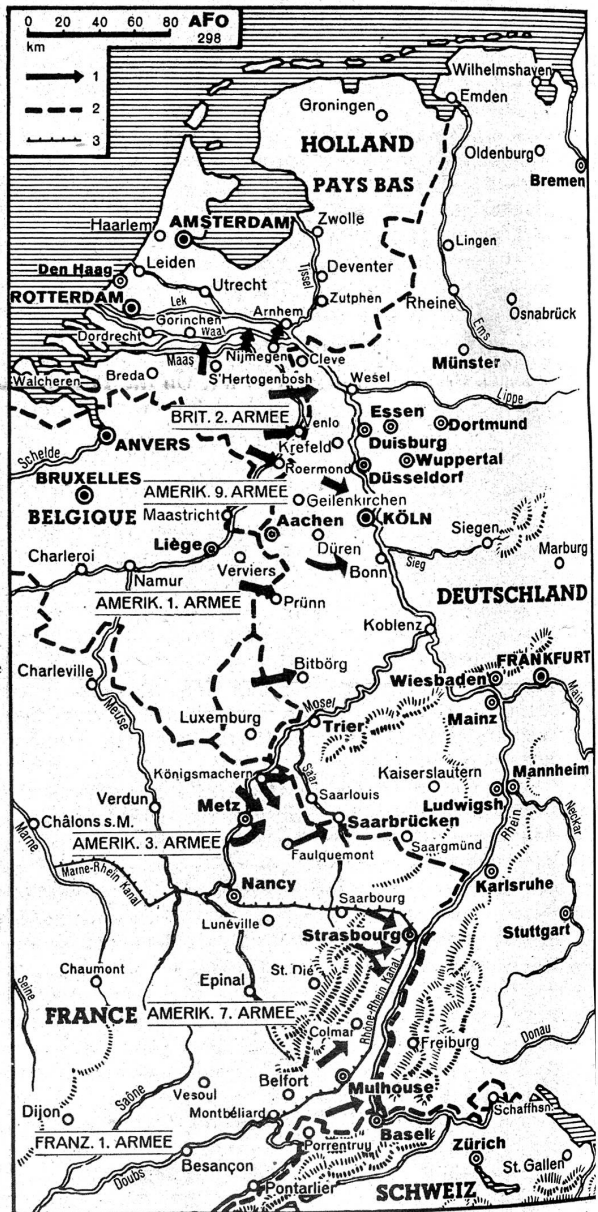 0 20 40 60 80 AFO
km 298
1
2
3
Wilhelmshaven
Emden
Groningen
HOLLAND
Oldenburg
PAYS BAS
Bremen
Haarlem
AMSTERDAM
Zwolle
Lingen
Leiden
Den Haag
Deventer
Utrecht
Zutphen
Rheine
ROTTERDAM
Lek
Osnabrück
Gorinchen
Arnhem
Ems
Dordrecht
Waal
Maas
Nijmegen
Cleve
Münster
Walcheren
Breda
S'Hertogenbosh
Wesel
Lippe
BRIT. 2. ARMEE
Venlo
Essen
Dortmund
ANVERS
Krefeld
Duisburg
Schelde
Roermond
Wuppertal
BRUXELLES
Düsseldorf
AMERIK. 9. ARMEE
Geilenkirchen
BELGIQUE
Maastricht
Aachen
KÖLN
Siegen
Liège
Düren
Marburg
Charleroi
Verviers
Bonn
Sieg
Namur
DEUTSCHLAND
AMERIK. 1. ARMEE
Prünn
Koblenz
Bitbörg
FRANKFURT
Charleville
Wiesbaden
Main
Meuse
Mosel
Mainz
Luxemburg
Trier
Königsmachern
Saar
Kaiserslautern
Mannheim
Verdun
Saarlouis
Ludwigsh
Metz
Rhein
Neckar
Châlons s.M.
Saarbrücken
AMERIK. 3. ARMEE
Saargmünd
Marne
Faulquemont
Marne-Rhein Kanal
Karlsruhe
Nancy
Saarbourg
Lunéville
Strasbourg
Stuttgart
Chaumont
St. Dié
Seine
Epinal
Rhône-Rhein Kanal
FRANCE
AMERIK. 7. ARMEE
Colmar
Donau
Freiburg
Vesoul
Belfort
Saône
Mulhouse
Dijon
Montbéliard
Schaffhsn.
FRANZ. 1. ARMEE
Porrentruy
Basel
Besançon
Zürich
St. Gallen
Doubs
Pontarlier
SCHWEIZ